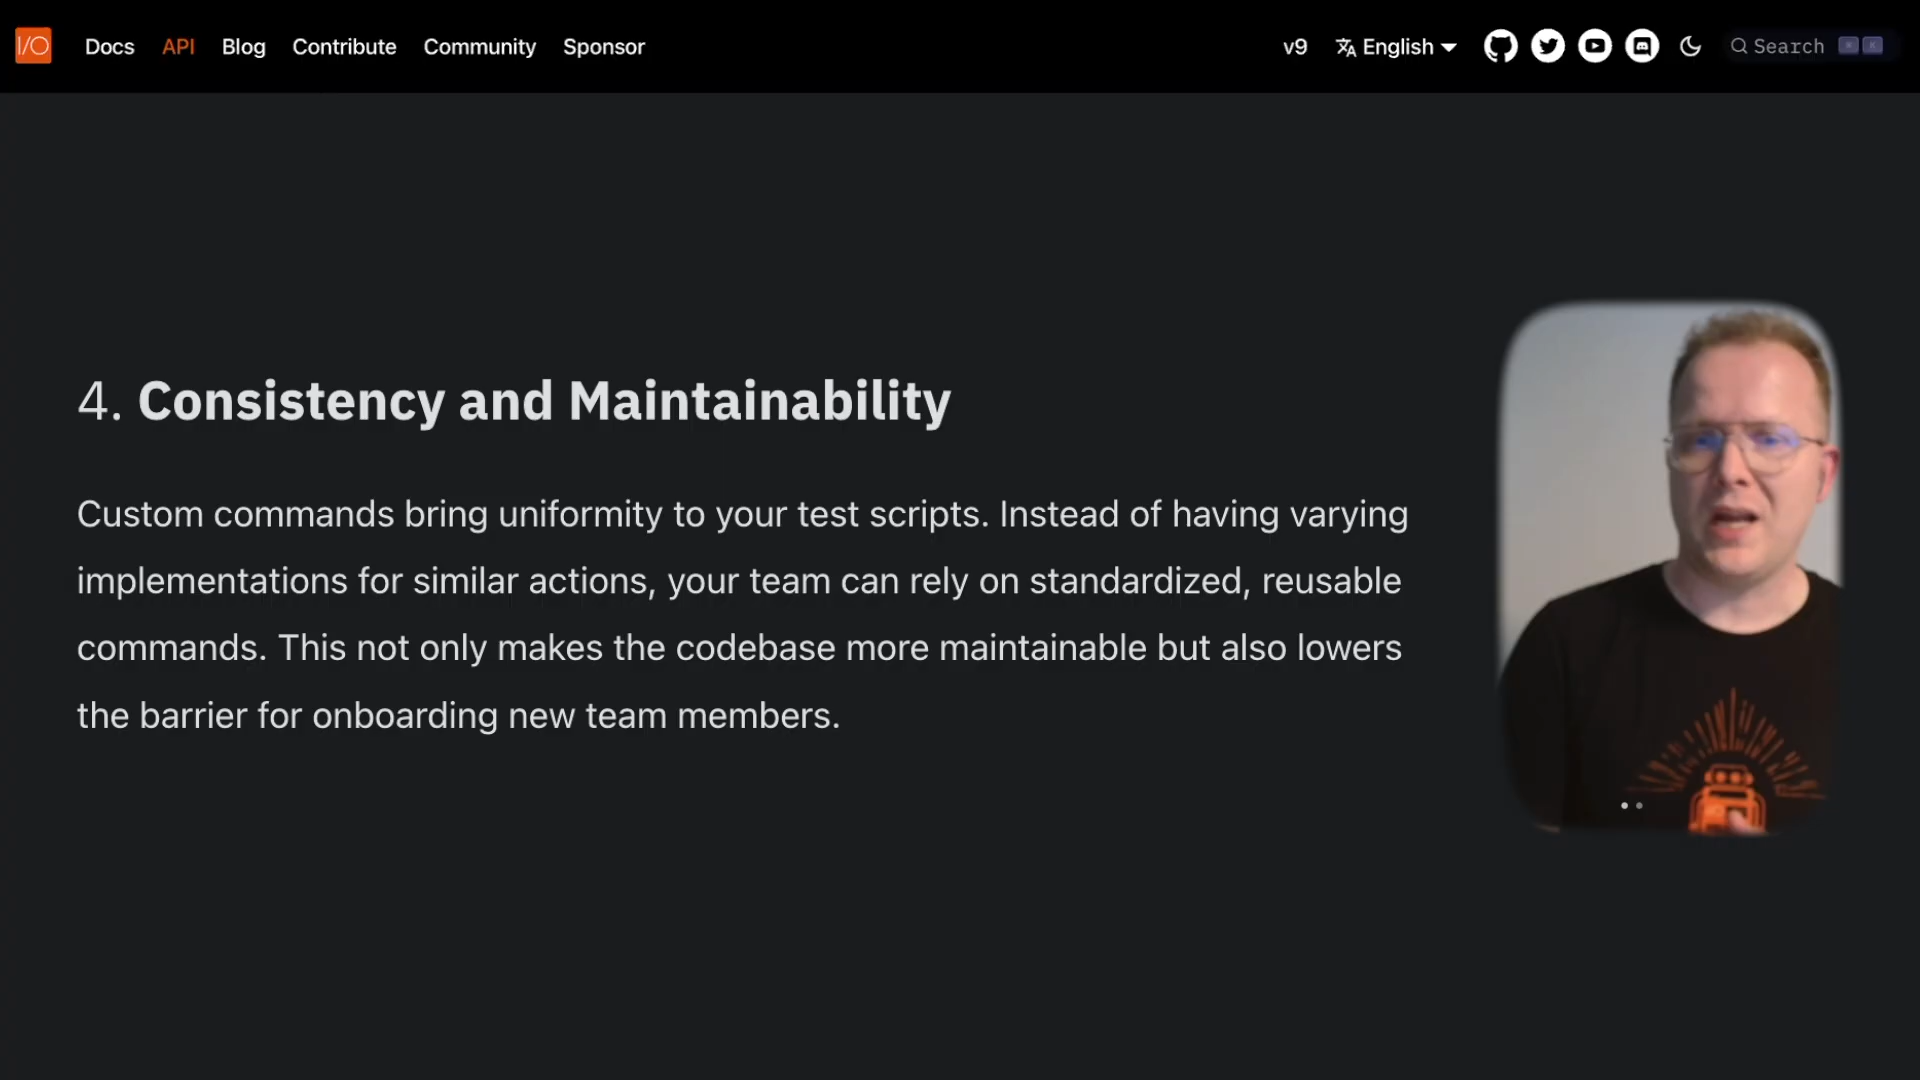 I/O Docs API Blog Contribute Community Sponsor v9 English Search ⌘ K
4. Consistency and Maintainability
Custom commands bring uniformity to your test scripts. Instead of having varying
implementations for similar actions, your team can rely on standardized, reusable
commands. This not only makes the codebase more maintainable but also lowers
the barrier for onboarding new team members.